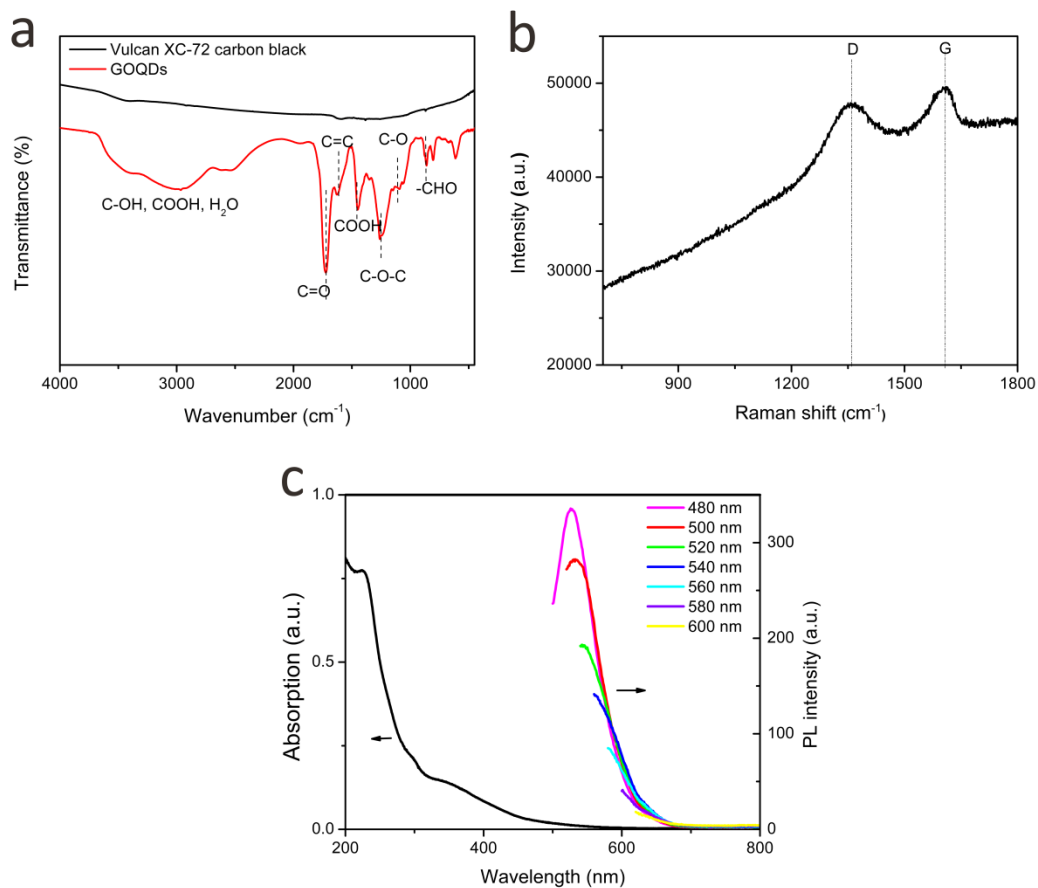 a
Vulcan XC-72 carbon black
GOQDs
C=C
C-O
-CHO
C-OH, COOH, H₂O
COOH
C-O-C
C=O
Transmittance (%)
4000 3000 2000 1000
Wavenumber (cm⁻¹)
b
D G
50000
40000
30000
20000
Intensity (a.u.)
900 1200 1500 1800
Raman shift (cm⁻¹)
c
1.0
0.5
0.0
Absorption (a.u.)
480 nm
500 nm
520 nm
540 nm
560 nm
580 nm
600 nm
300
200
100
0
PL intensity (a.u.)
200 400 600 800
Wavelength (nm)